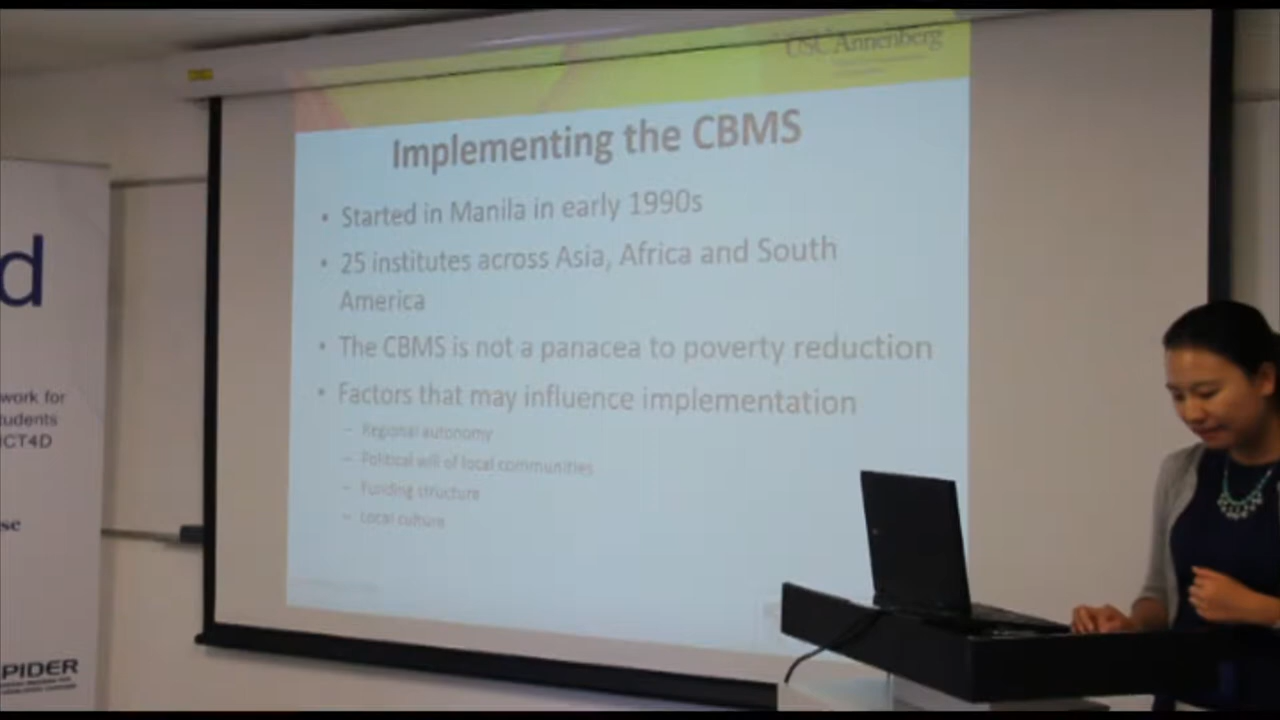 USC Annenberg
Implementing the CBMS
• Started in Manila in early 1990s
• 25 institutes across Asia, Africa and South
America
• The CBMS is not a panacea to poverty reduction
• Factors that may influence implementation
– Regional autonomy
– Political will of local communities
– Funding structure
– Local culture
d
work for
tudents
ICT4D
se
PIDER